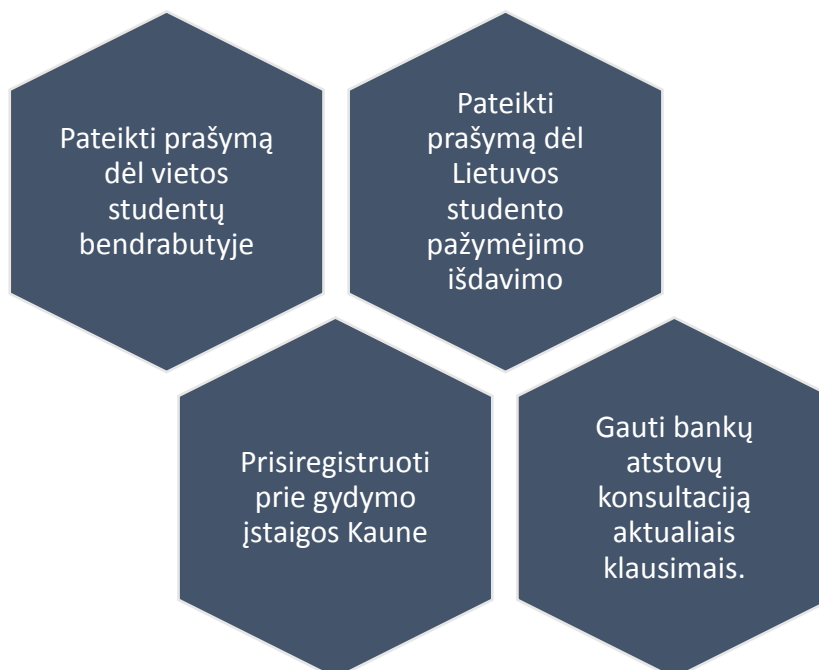 Pateikti prašymą
dėl vietos
studentų
bendrabutyje
Pateikti
prašymą dėl
Lietuvos
studento
pažymėjimo
išdavimo
Prisiregistruoti
prie gydymo
įstaigos Kaune
Gauti bankų
atstovų
konsultaciją
aktualiais
klausimais.